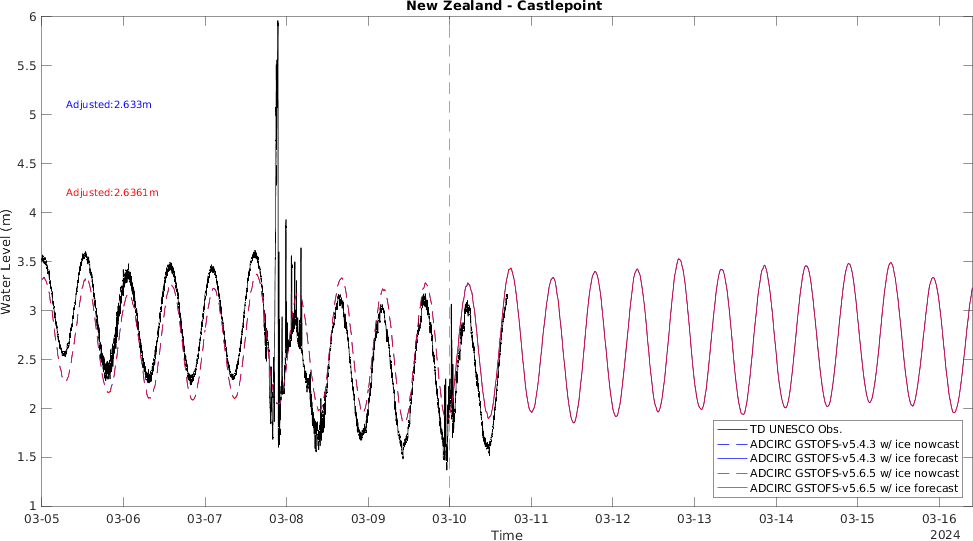 New Zealand - Castlepoint
Water Level (m)
6
5.5
5
4.5
4
3.5
3
2.5
2
1.5
1
Adjusted:2.633m
Adjusted:2.6361m
TD UNESCO Obs.
ADCIRC GSTOFS-v5.4.3 w/ ice nowcast
ADCIRC GSTOFS-v5.4.3 w/ ice forecast
ADCIRC GSTOFS-v5.6.5 w/ ice nowcast
ADCIRC GSTOFS-v5.6.5 w/ ice forecast
03-05 03-06 03-07 03-08 03-09 03-10 03-11 03-12 03-13 03-14 03-15 03-16
Time
2024